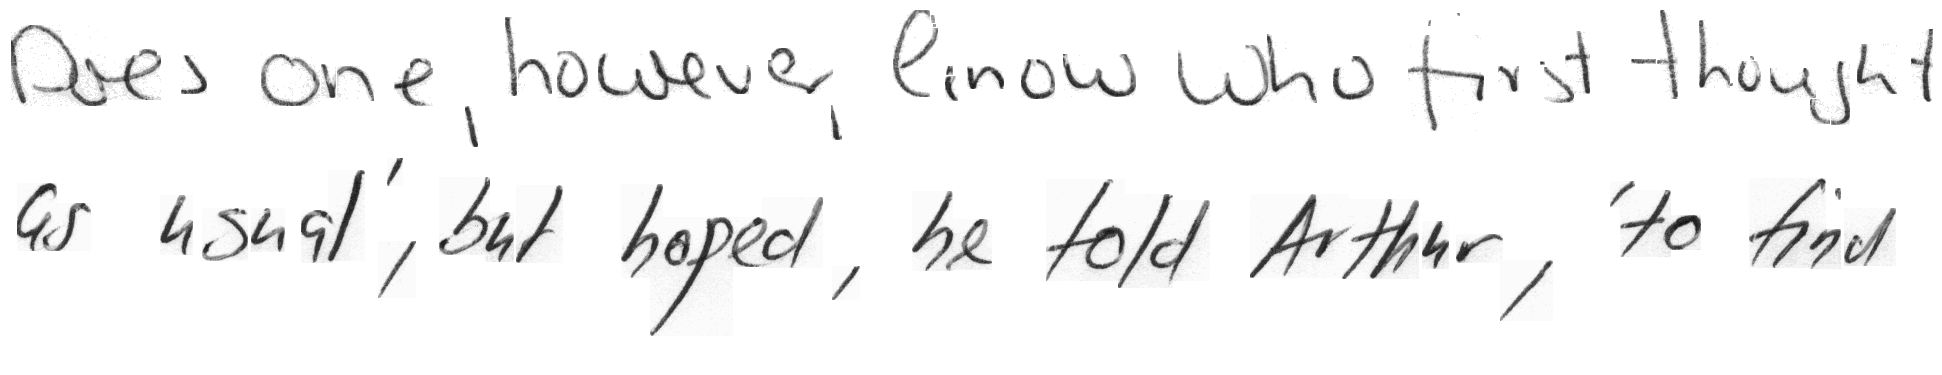 Does one, however, know who first thought
as usual', but hoped, he told Arthur, 'to find